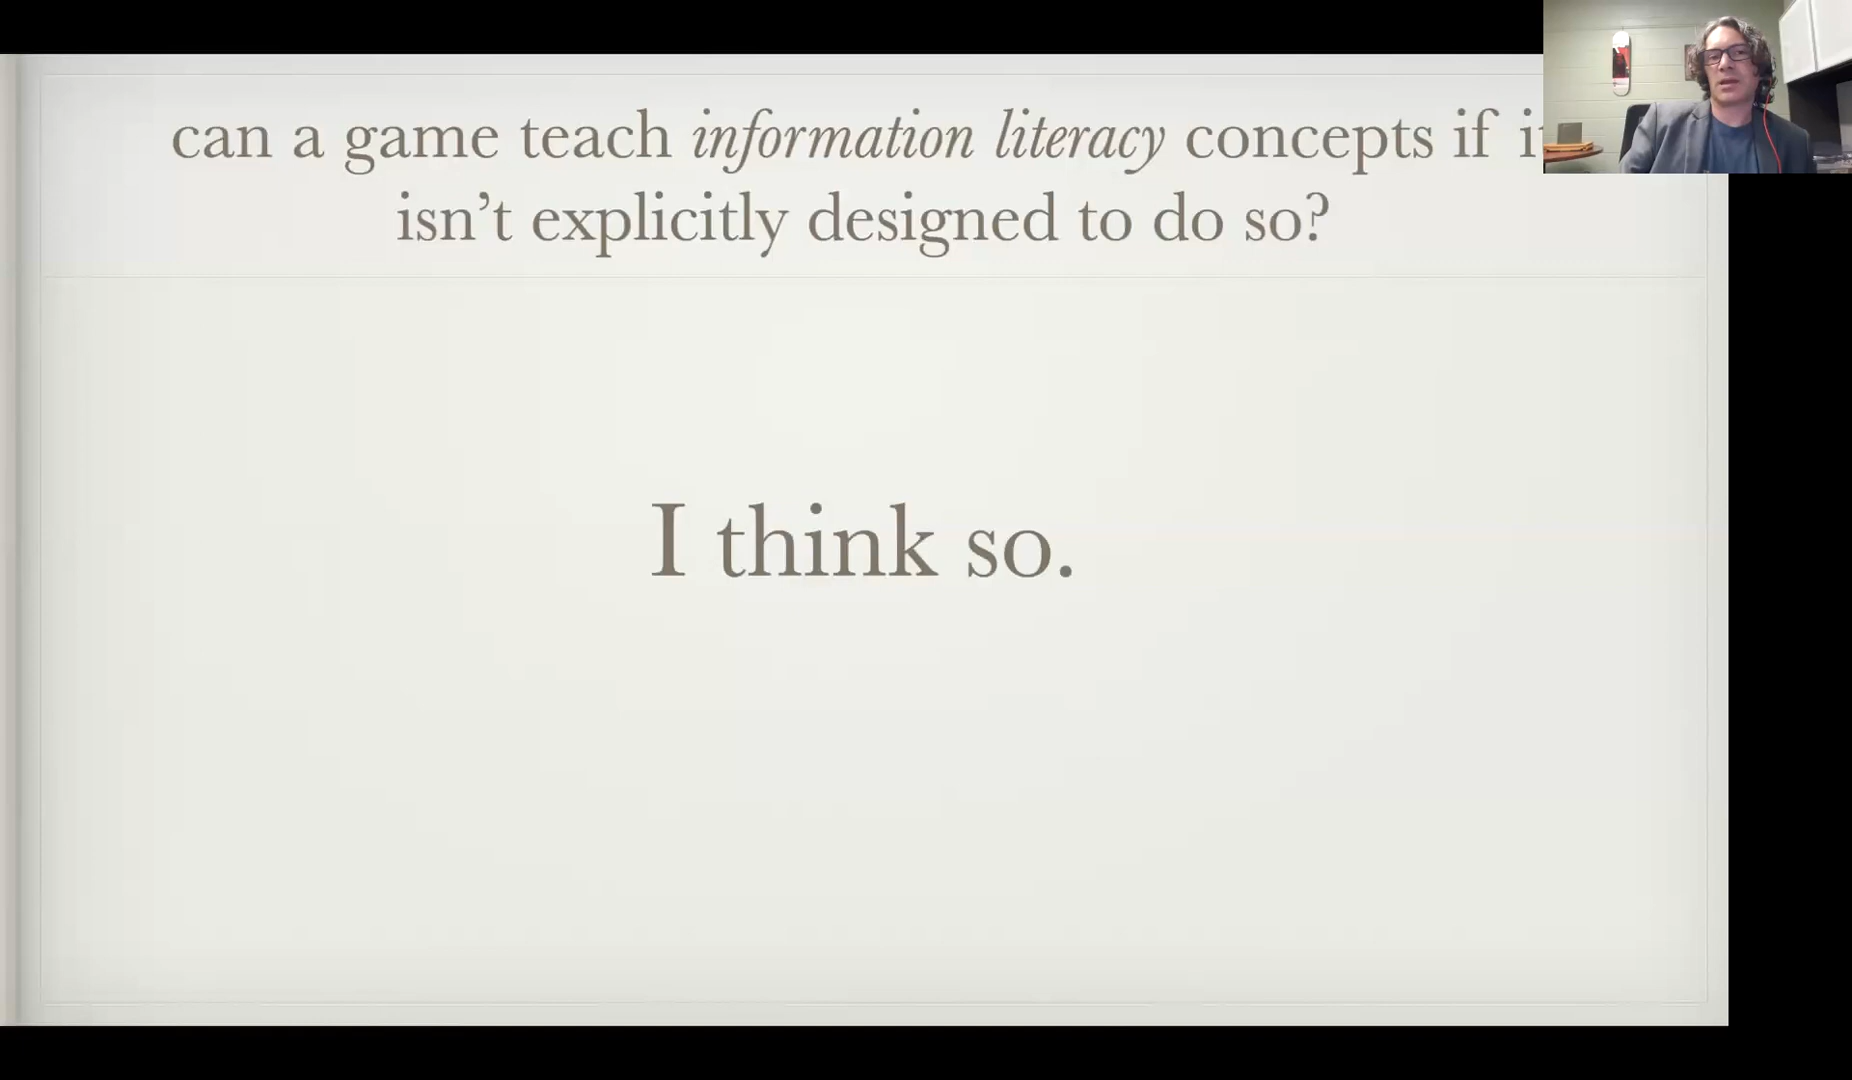 can a game teach information literacy concepts if
isn’t explicitly designed to do so?
I think so.